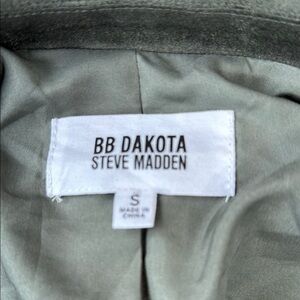 BB DAKOTA
STEVE MADDEN
S
MADE IN
CHINA